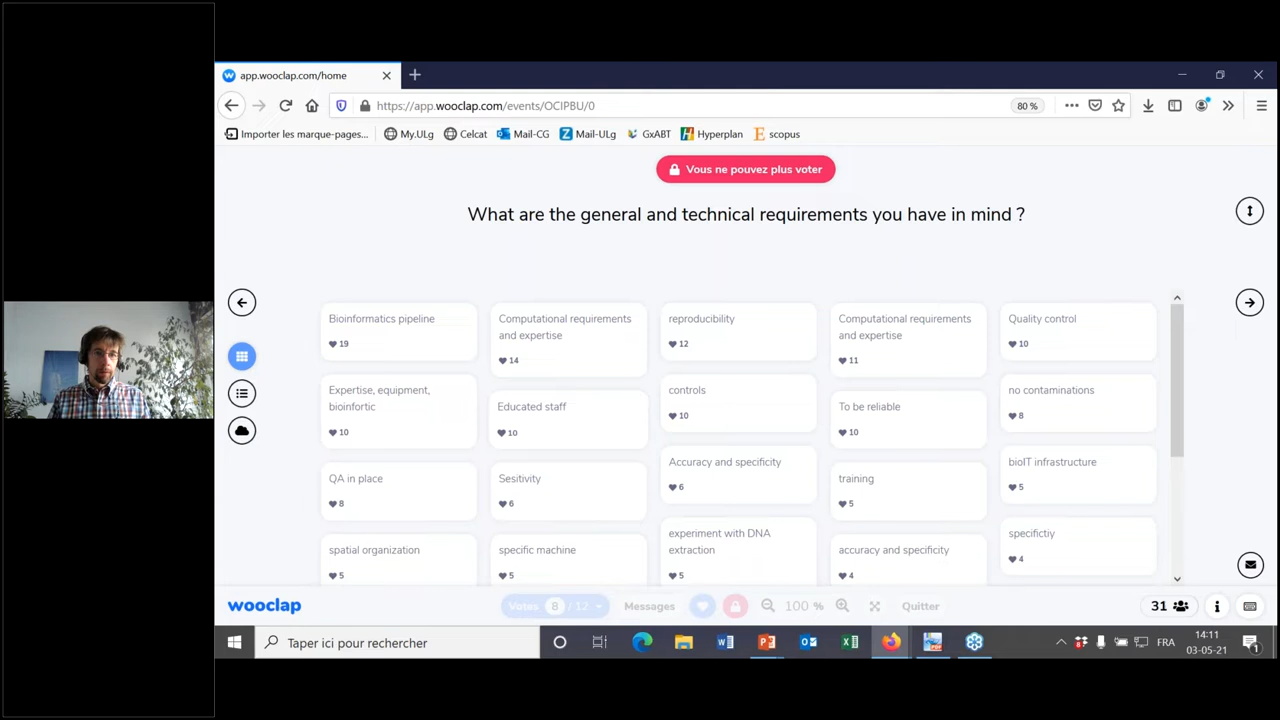 app.wooclap.com/home
https://app.wooclap.com/events/OCIPBU/0
80 %
Importer les marque-pages...
My.ULg
Celcat
Mail-CG
Mail-ULg
GxABT
Hyperplan
scopus
Vous ne pouvez plus voter
What are the general and technical requirements you have in mind ?
Bioinformatics pipeline
19
Computational requirements
and expertise
14
reproducibility
12
Computational requirements
and expertise
11
Quality control
10
Expertise, equipment,
bioinfortic
10
Educated staff
10
controls
10
To be reliable
10
no contaminations
8
QA in place
8
Sesitivity
6
Accuracy and specificity
6
training
5
bioIT infrastructure
5
spatial organization
5
specific machine
5
experiment with DNA
extraction
5
accuracy and specificity
4
specifictiy
4
wooclap
Votes 8 / 12
Messages
100 %
Quitter
31
Taper ici pour rechercher
FRA
14:11
03-05-21
1